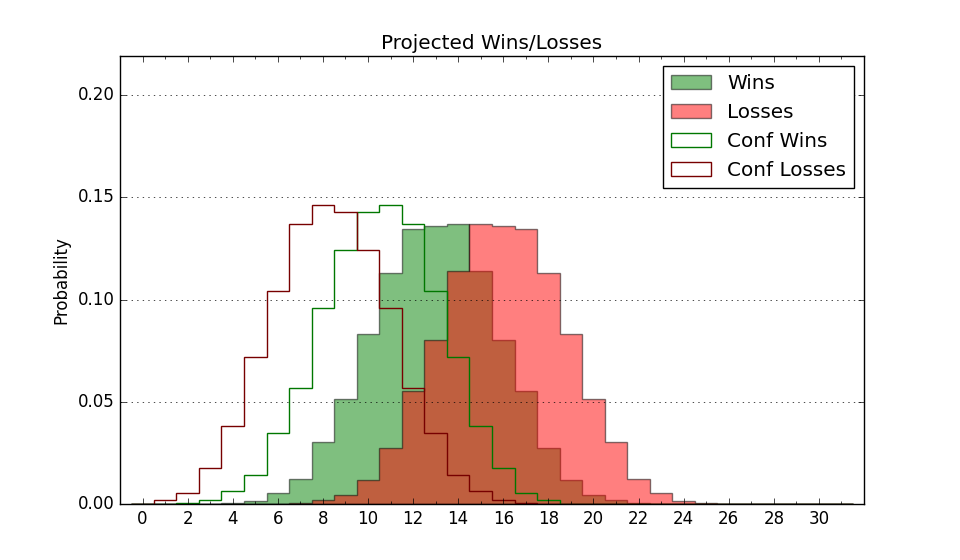 Projected Wins/Losses
Wins
Losses
Conf Wins
Conf Losses
Probability
0.20
0.15
0.10
0.05
0.00
0 2 4 6 8 10 12 14 16 18 20 22 24 26 28 30